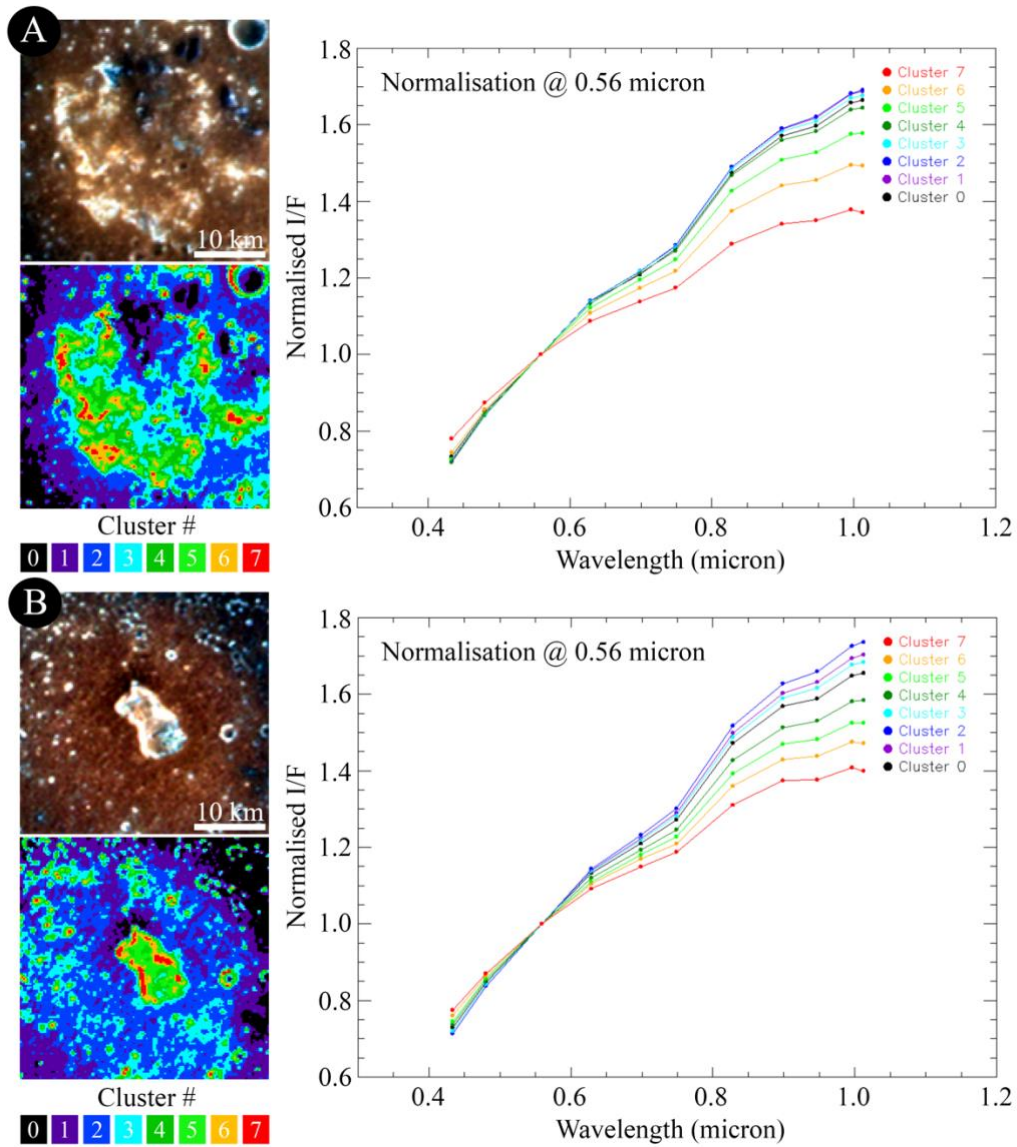 A
10 km
Cluster #
0 1 2 3 4 5 6 7
Normalisation @ 0.56 micron
Cluster 7
Cluster 6
Cluster 5
Cluster 4
Cluster 3
Cluster 2
Cluster 1
Cluster 0
Normalised I/F
1.8
1.6
1.4
1.2
1.0
0.8
0.6
0.4 0.6 0.8 1.0 1.2
Wavelength (micron)
B
10 km
Cluster #
0 1 2 3 4 5 6 7
Normalisation @ 0.56 micron
Cluster 7
Cluster 6
Cluster 5
Cluster 4
Cluster 3
Cluster 2
Cluster 1
Cluster 0
Normalised I/F
1.8
1.6
1.4
1.2
1.0
0.8
0.6
0.4 0.6 0.8 1.0 1.2
Wavelength (micron)